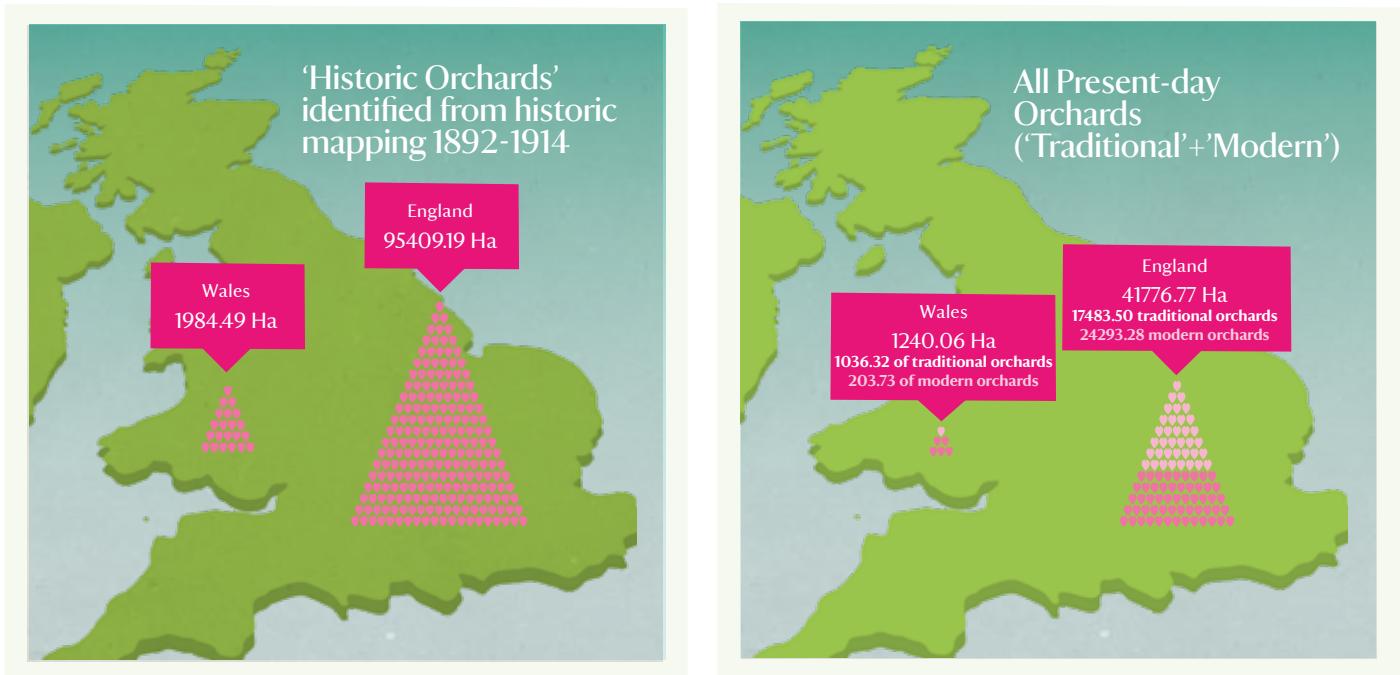 ‘Historic Orchards’
identified from historic
mapping 1892-1914
England
95409.19 Ha
Wales
1984.49 Ha
All Present-day
Orchards
(‘Traditional’+’Modern’)
England
41776.77 Ha
17483.50 traditional orchards
24293.28 modern orchards
Wales
1240.06 Ha
1036.32 of traditional orchards
203.73 of modern orchards